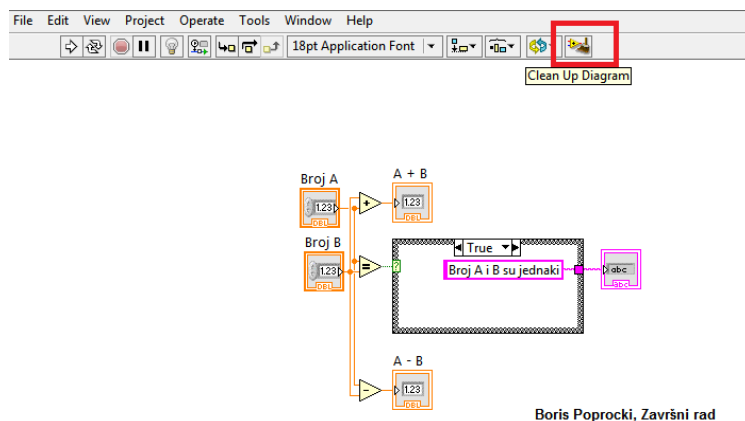 File Edit View Project Operate Tools Window Help
18pt Application Font
Clean Up Diagram
Broj A
A + B
1.23
DBL
1.23
DBL
Broj B
1.23
DBL
True
?
Broj A i B su jednaki
abc
abc
A - B
1.23
DBL
Boris Poprocki, Završni rad